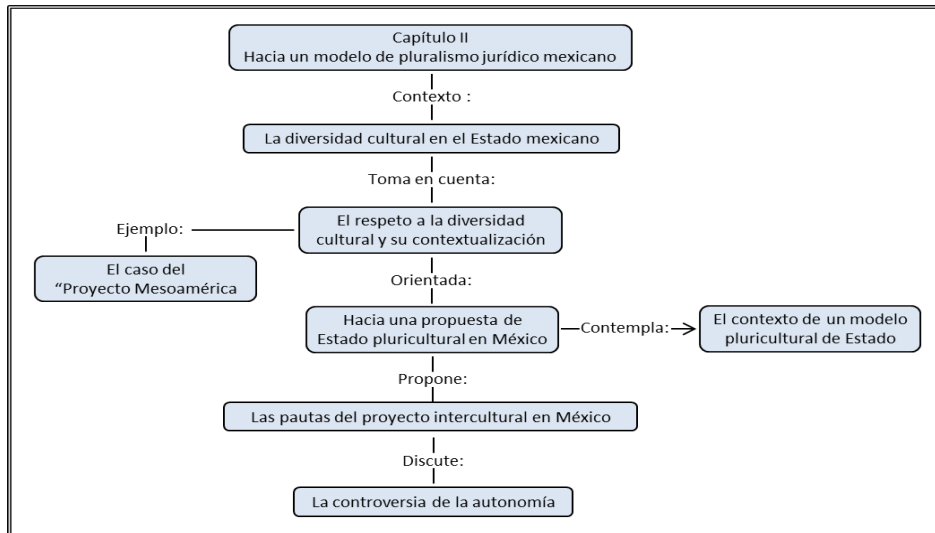 Capítulo II
Hacia un modelo de pluralismo jurídico mexicano
Contexto :
La diversidad cultural en el Estado mexicano
Toma en cuenta:
El respeto a la diversidad
cultural y su contextualización
Ejemplo:
El caso del
“Proyecto Mesoamérica
Orientada:
Hacia una propuesta de
Estado pluricultural en México
Contempla:
El contexto de un modelo
pluricultural de Estado
Propone:
Las pautas del proyecto intercultural en México
Discute:
La controversia de la autonomía